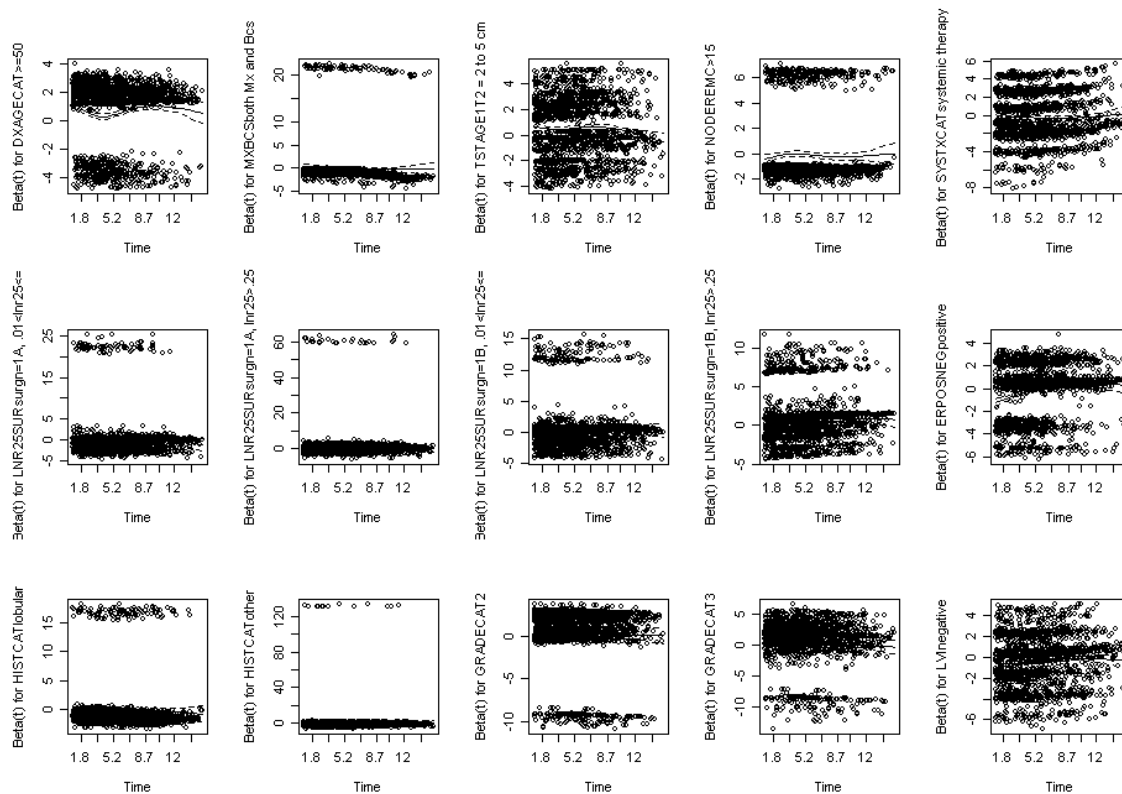 Beta(t) for DXAGECAT>=50
4
2
0
-2
-4
1.8 5.2 8.7 12
Time
Beta(t) for MXBCSboth Mx and Bcs
20
15
10
5
0
-5
1.8 5.2 8.7 12
Time
Beta(t) for TSTAGE1T2 = 2 to 5 cm
4
2
0
-2
-4
1.8 5.2 8.7 12
Time
Beta(t) for NODEREMC>15
6
4
2
0
-2
1.8 5.2 8.7 12
Time
Beta(t) for SYSTXCATsystemic therapy
6
4
2
0
-4
-8
1.8 5.2 8.7 12
Time
Beta(t) for LNR25SURsurgn=1A, .01<lnr25<=
25
20
15
10
5
0
-5
1.8 5.2 8.7 12
Time
Beta(t) for LNR25SURsurgn=1A, lnr25>.25
60
40
20
0
1.8 5.2 8.7 12
Time
Beta(t) for LNR25SURsurgn=1B, .01<lnr25<=
15
10
5
0
-5
1.8 5.2 8.7 12
Time
Beta(t) for LNR25SURsurgn=1B, lnr25>.25
10
5
0
-5
1.8 5.2 8.7 12
Time
Beta(t) for ERPOSNEGpositive
4
2
0
-2
-4
-6
1.8 5.2 8.7 12
Time
Beta(t) for HISTCATlobular
15
10
5
0
1.8 5.2 8.7 12
Time
Beta(t) for HISTCATother
120
80
60
40
20
0
1.8 5.2 8.7 12
Time
Beta(t) for GRADECAT2
0
-5
-10
1.8 5.2 8.7 12
Time
Beta(t) for GRADECAT3
5
0
-5
-10
1.8 5.2 8.7 12
Time
Beta(t) for LVInegative
4
2
0
-2
-4
-6
1.8 5.2 8.7 12
Time